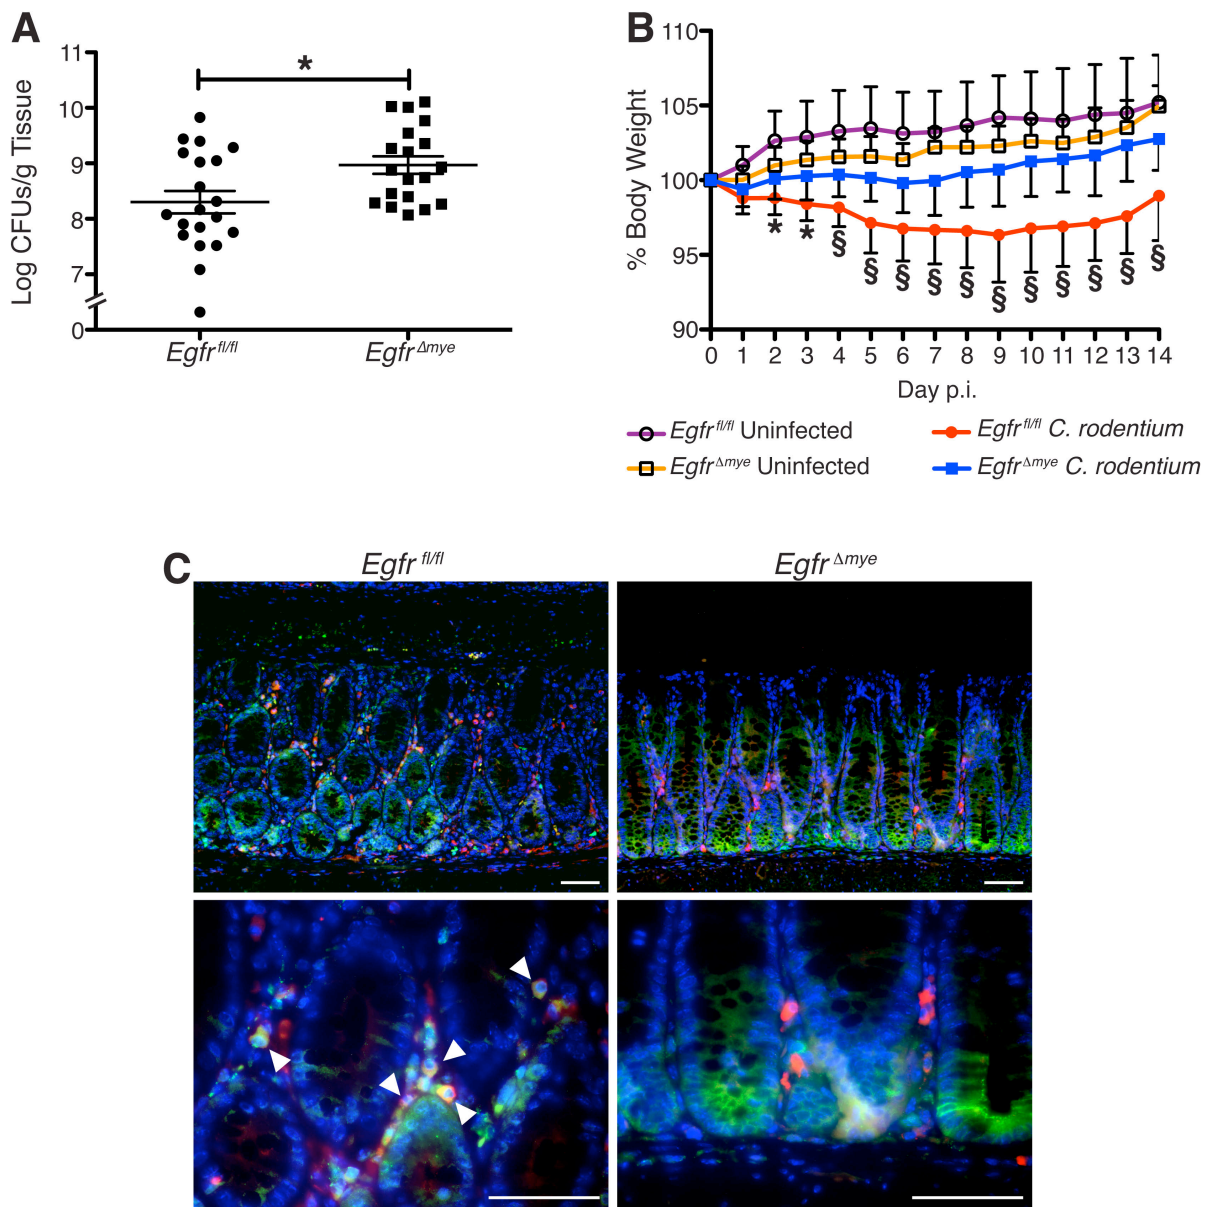 A
Log CFUs/g Tissue
11
10
9
8
7
0
*
Egfr fl/fl
Egfr Δmye
B
% Body Weight
110
105
100
95
90
* * § § § § § § § § § § §
0 1 2 3 4 5 6 7 8 9 10 11 12 13 14
Day p.i.
Egfr fl/fl Uninfected
Egfr fl/fl C. rodentium
Egfr Δmye Uninfected
Egfr Δmye C. rodentium
C
Egfr fl/fl
Egfr Δmye